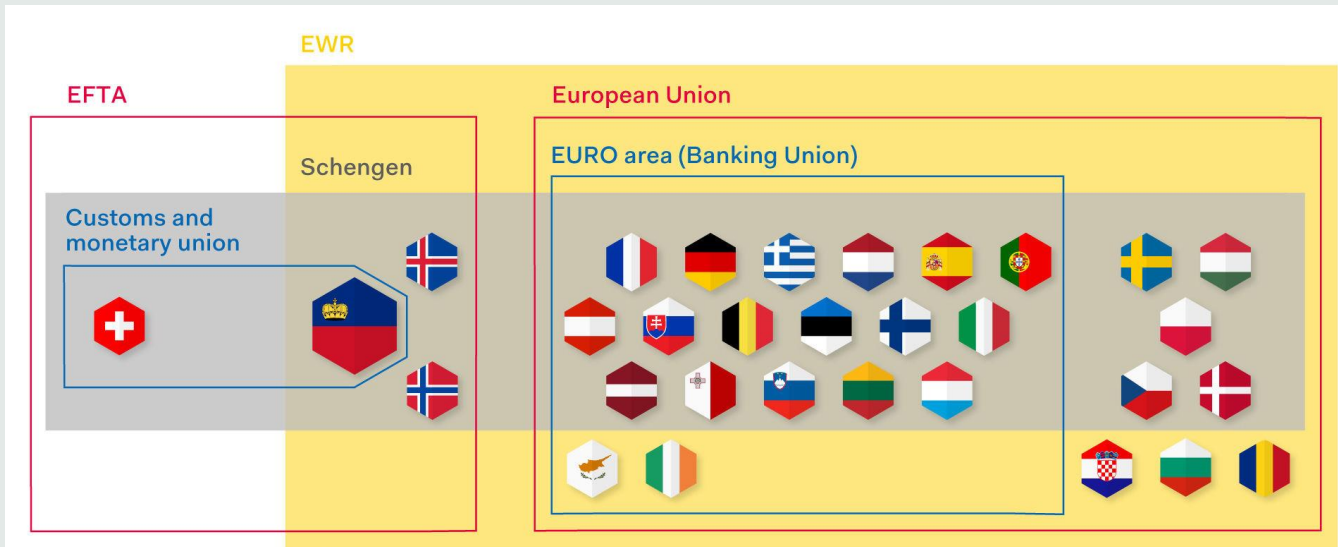 EWR
EFTA
European Union
EURO area (Banking Union)
Schengen
Customs and
monetary union